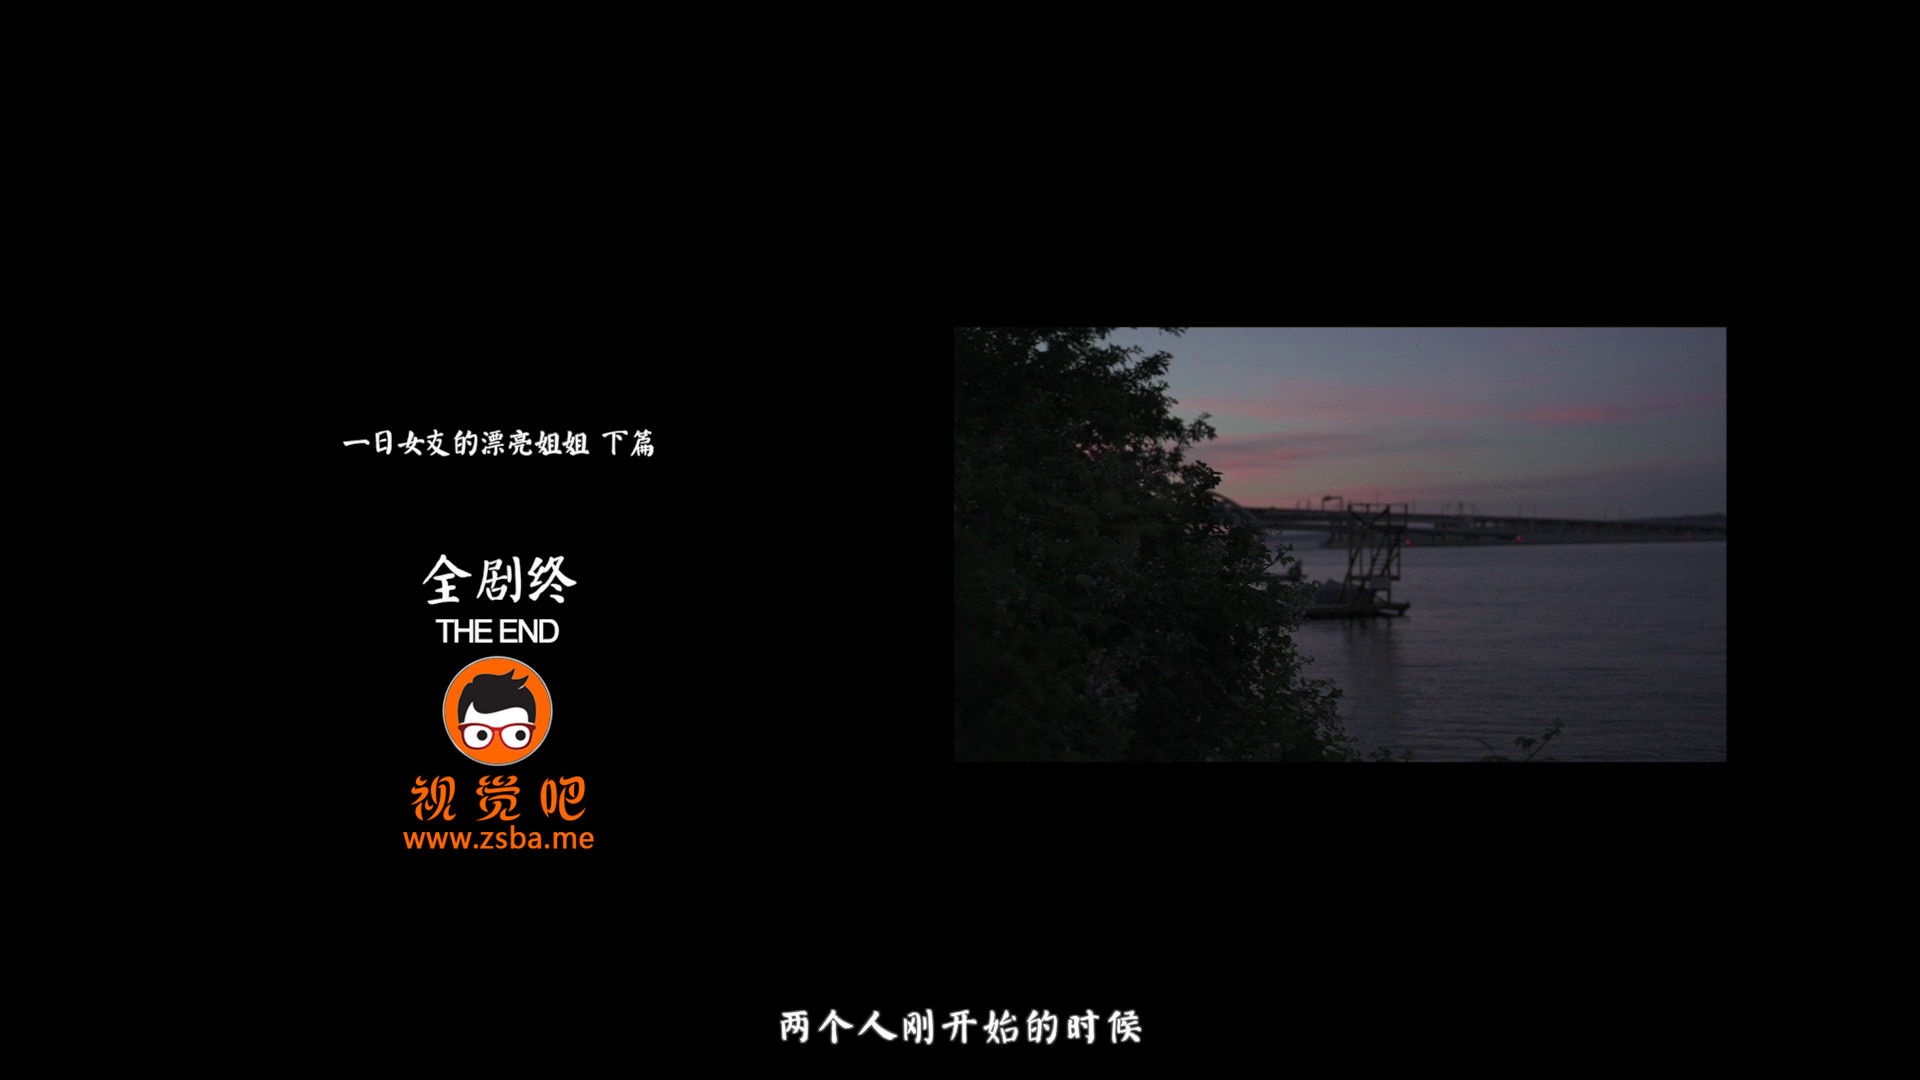 一日女友的漂亮姐姐 下篇
全剧终
THE END
视觉吧
www.zsba.me
两个人刚开始的时候